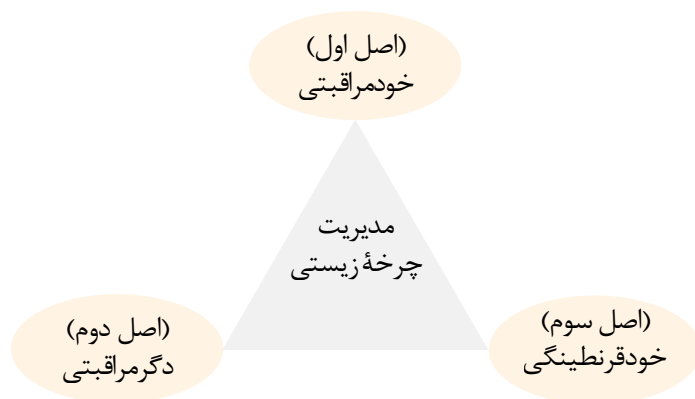 (اصل اول)
خودمراقبتی
مدیریت
چرخهٔ زیستی
(اصل دوم)
دگرمراقبتی
(اصل سوم)
خودقرنطینگی